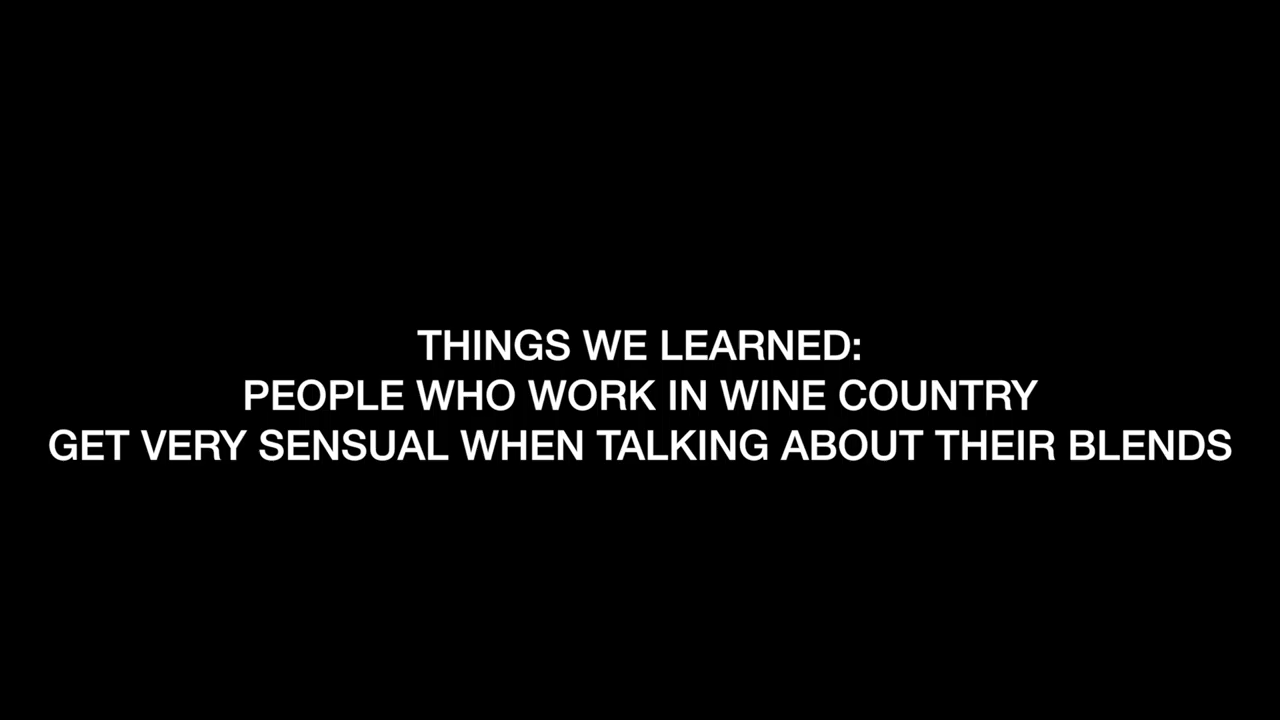 THINGS WE LEARNED:
PEOPLE WHO WORK IN WINE COUNTRY
GET VERY SENSUAL WHEN TALKING ABOUT THEIR BLENDS